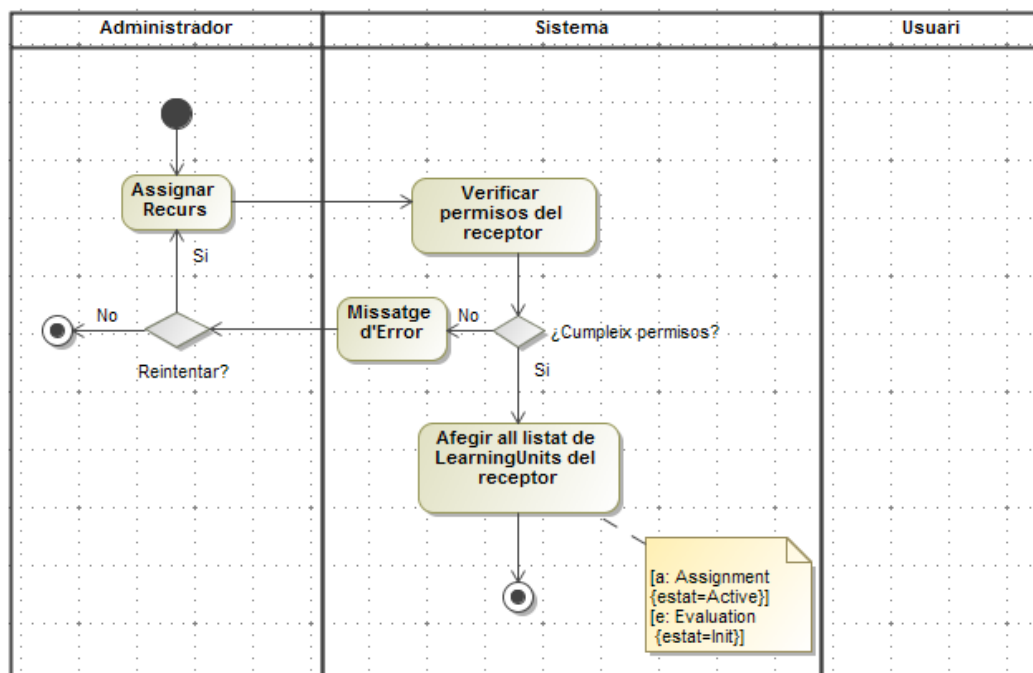 Administrador
Sistema
Usuari
Assignar
Recurs
Verificar
permisos del
receptor
Si
No
Missatge
d'Error
No
¿Cumpleix permisos?
Reintentar?
Si
Afegir all listat de
LearningUnits del
receptor
[a: Assignment
{estat=Active}]
[e: Evaluation
{estat=Init}]